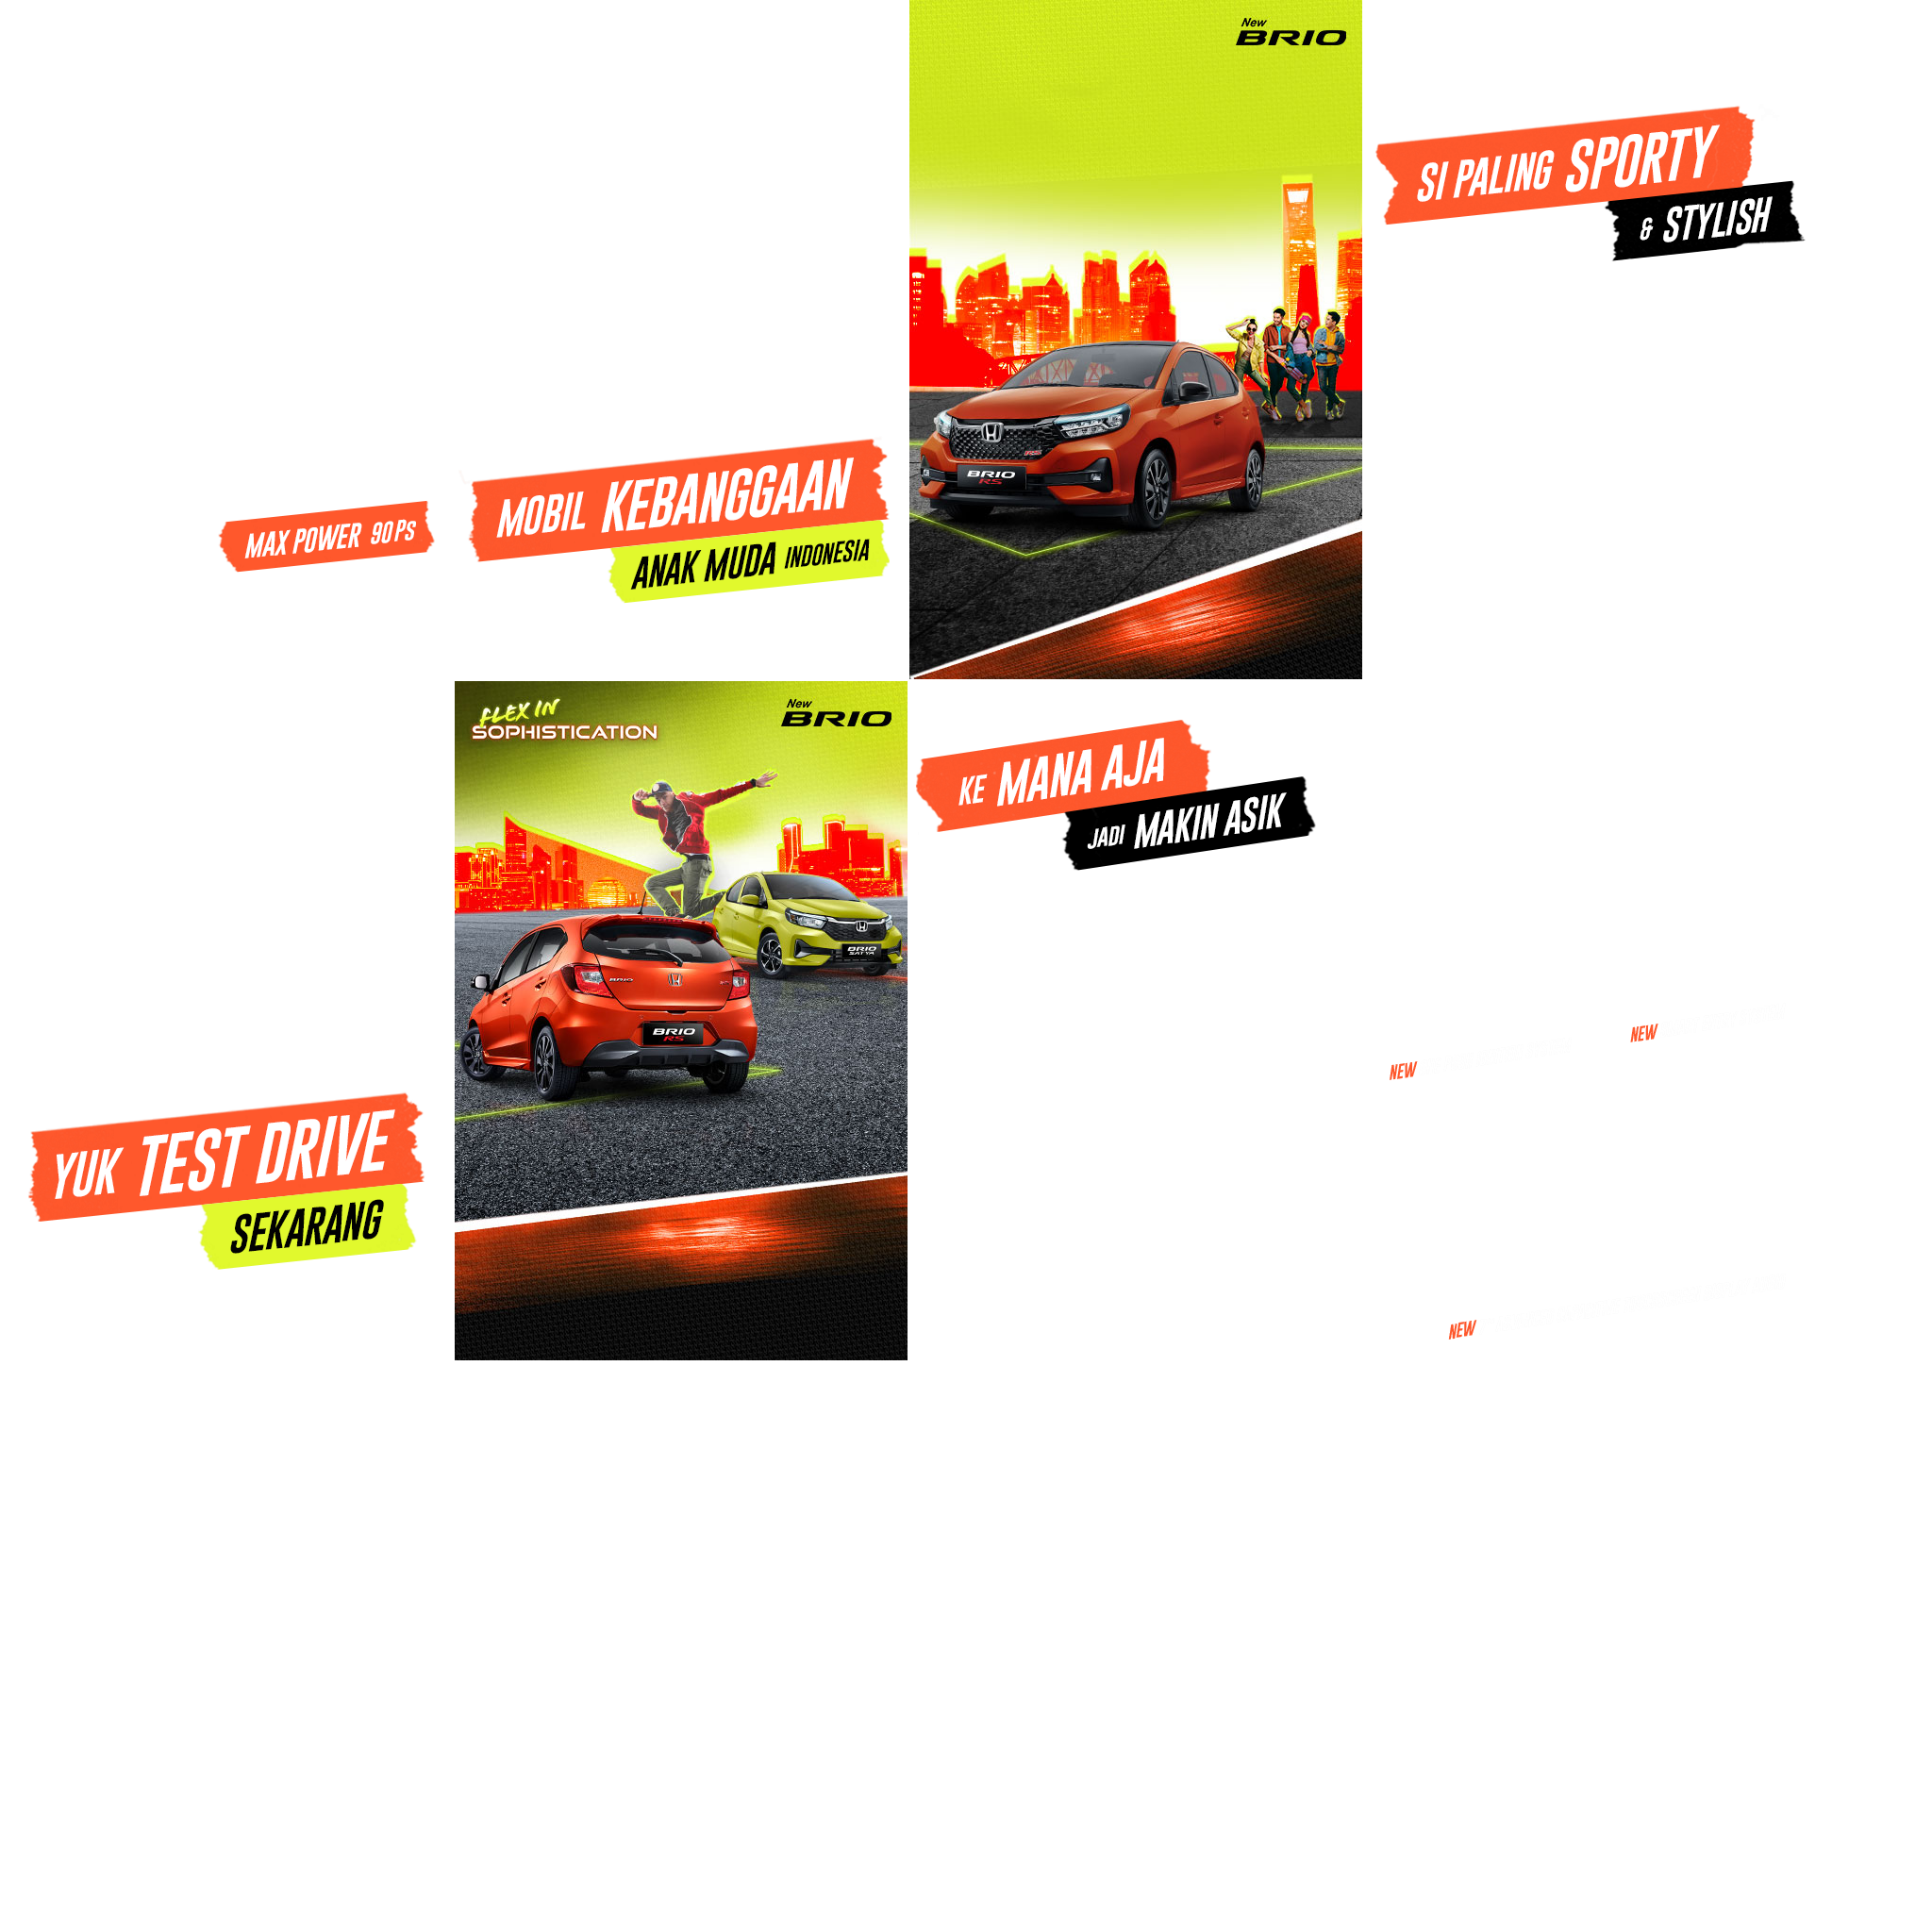 New
BRIO
SI PALING SPORTY
& STYLISH
MOBIL KEBANGGAAN
ANAK MUDA INDONESIA
MAX POWER 90 PS
BRIO
RS
FLEX IN
SOPHISTICATION
New
BRIO
KE MANA AJA
JADI MAKIN ASIK
BRIO
SATYA
BRIO
BRIO
RS
NEW
NEW
YUK TEST DRIVE
SEKARANG
NEW